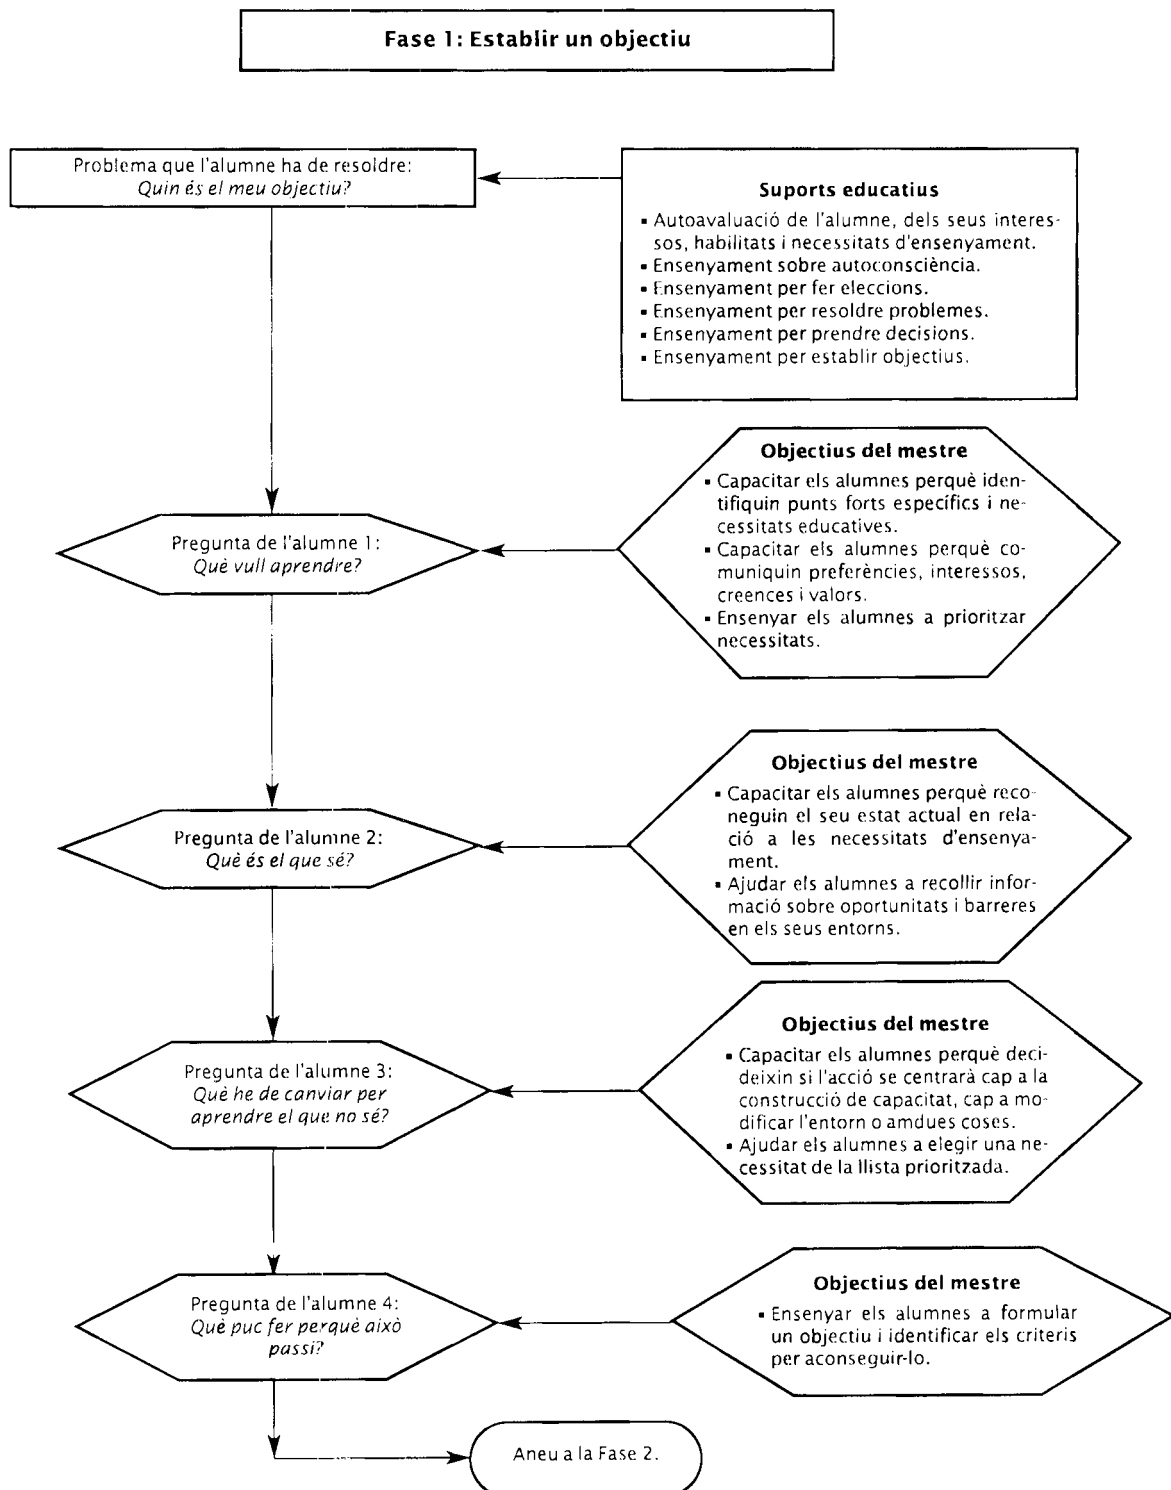 Fase 1: Establir un objectiu
Problema que l'alumne ha de resoldre:
Quin és el meu objectiu?
Suports educatius
▪ Autoavaluació de l'alumne, dels seus interes-
sos, habilitats i necessitats d'ensenyament.
▪ Ensenyament sobre autoconsciència.
▪ Ensenyament per fer eleccions.
▪ Ensenyament per resoldre problemes.
▪ Ensenyament per prendre decisions.
▪ Ensenyament per establir objectius.
Pregunta de l'alumne 1:
Què vull aprendre?
Objectius del mestre
▪ Capacitar els alumnes perquè iden-
tifiquin punts forts específics i ne-
cessitats educatives.
▪ Capacitar els alumnes perquè co-
muniquin preferències, interessos,
creences i valors.
▪ Ensenyar els alumnes a prioritzar
necessitats.
Pregunta de l'alumne 2:
Què és el que sé?
Objectius del mestre
▪ Capacitar els alumnes perquè reco-
neguin el seu estat actual en rela-
ció a les necessitats d'ensenya-
ment.
▪ Ajudar els alumnes a recollir infor-
mació sobre oportunitats i barreres
en els seus entorns.
Pregunta de l'alumne 3:
Què he de canviar per
aprendre el que no sé?
Objectius del mestre
▪ Capacitar els alumnes perquè deci-
deixin si l'acció se centrarà cap a la
construcció de capacitat, cap a mo-
dificar l'entorn o amdues coses.
▪ Ajudar els alumnes a elegir una ne-
cessitat de la llista prioritzada.
Pregunta de l'alumne 4:
Què puc fer perquè això
passi?
Objectius del mestre
▪ Ensenyar els alumnes a formular
un objectiu i identificar els criteris
per aconseguir-lo.
Aneu a la Fase 2.